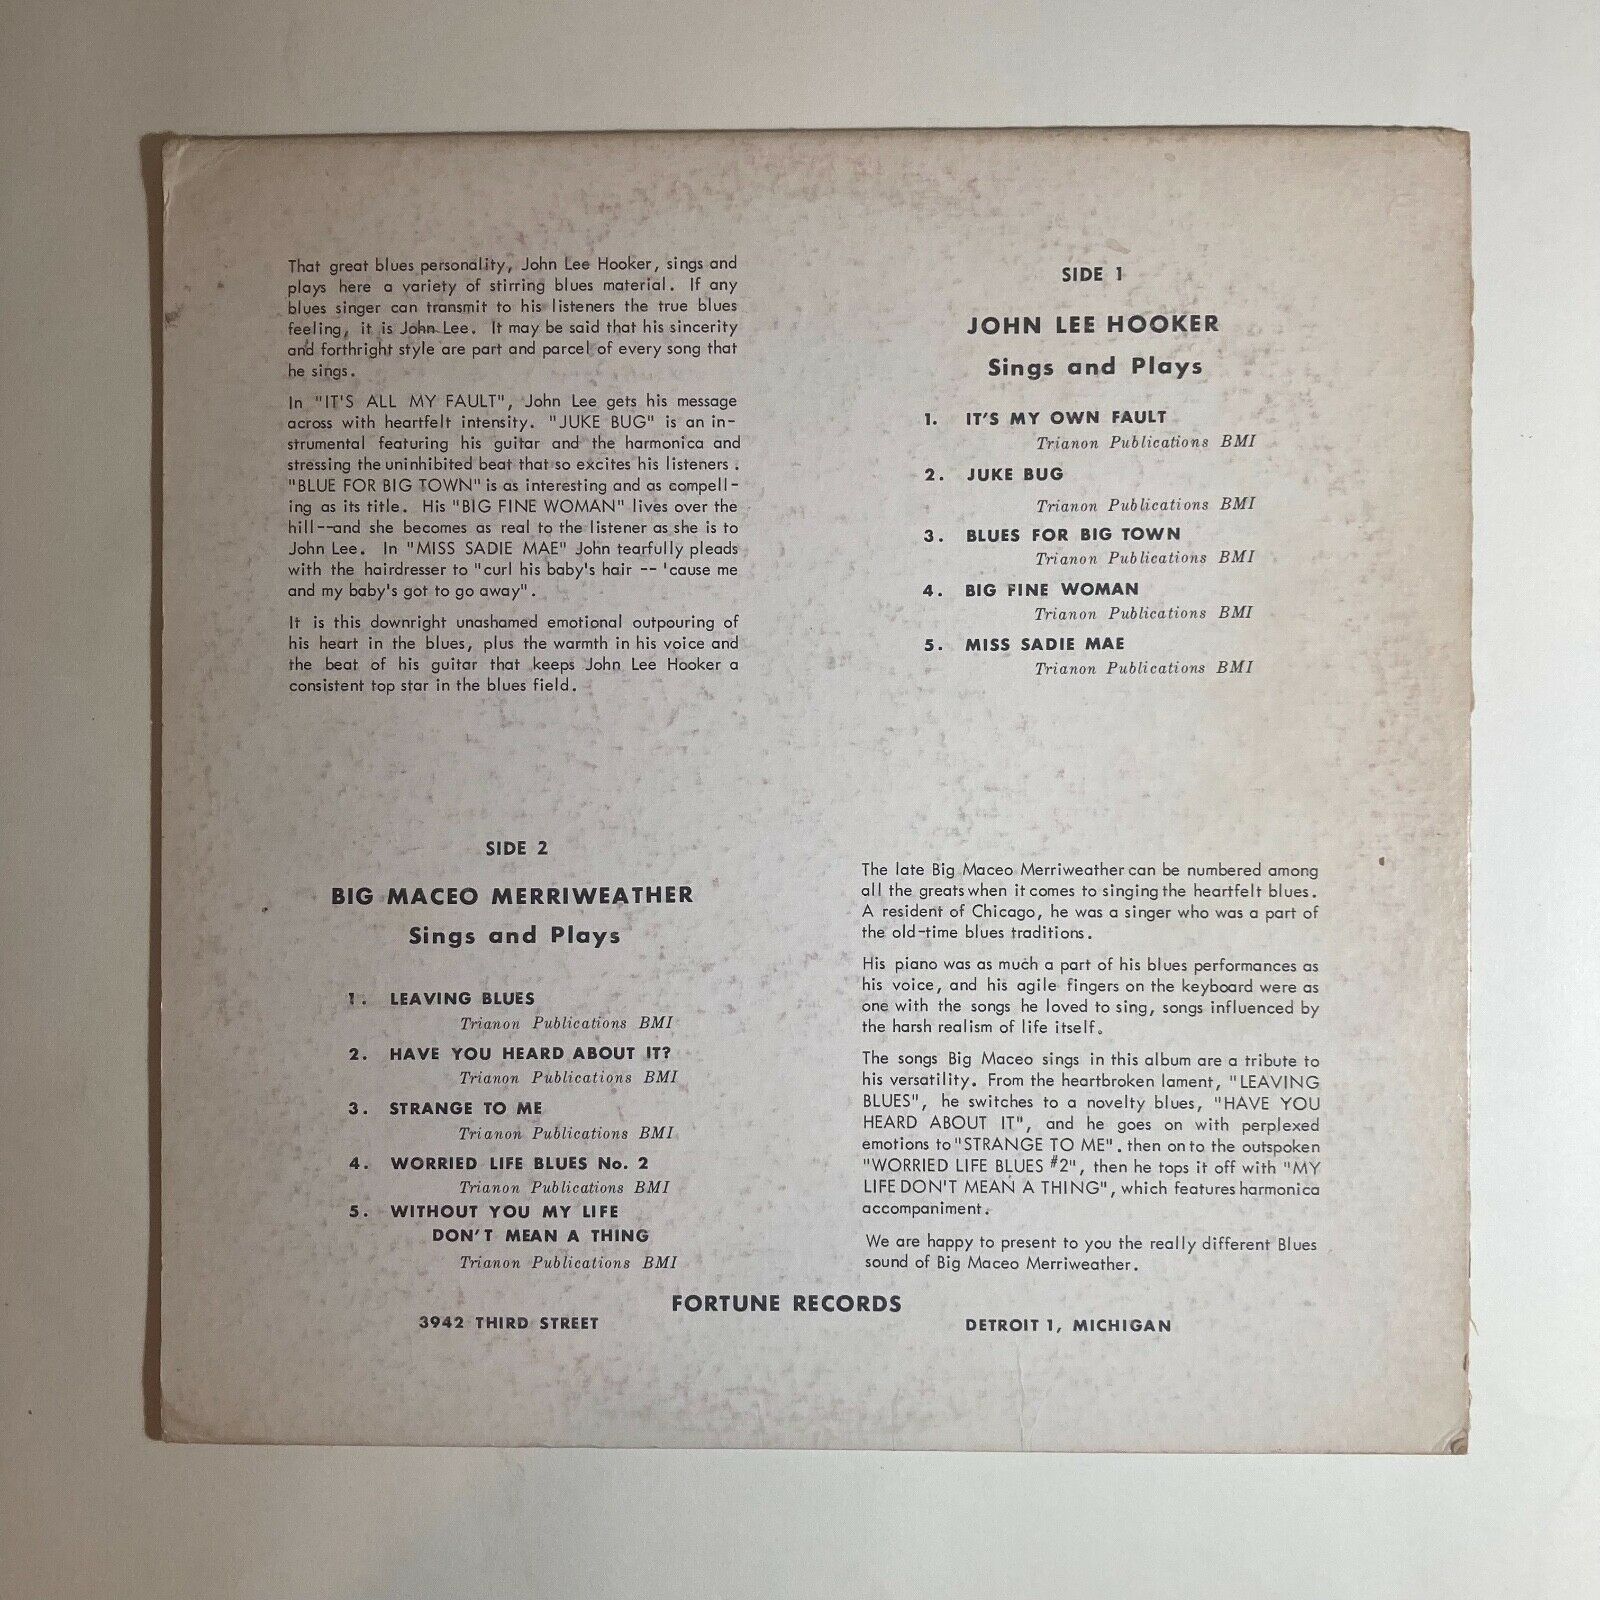 That great blues personality, John Lee Hooker, sings and
plays here a variety of stirring blues material. If any
blues singer can transmit to his listeners the true blues
feeling, it is John Lee. It may be said that his sincerity
and forthright style are part and parcel of every song that
he sings.
In "IT'S ALL MY FAULT", John Lee gets his message
across with heartfelt intensity. "JUKE BUG" is an in-
strumental featuring his guitar and the harmonica and
stressing the uninhibited beat that so excites his listeners.
"BLUE FOR BIG TOWN" is as interesting and as compell-
ing as its title. His "BIG FINE WOMAN" lives over the
hill--and she becomes as real to the listener as she is to
John Lee. In "MISS SADIE MAE" John tearfully pleads
with the hairdresser to "curl his baby's hair -- 'cause me
and my baby's got to go away".
It is this downright unashamed emotional outpouring of
his heart in the blues, plus the warmth in his voice and
the beat of his guitar that keeps John Lee Hooker a
consistent top star in the blues field.
SIDE 1
JOHN LEE HOOKER
Sings and Plays
1. IT'S MY OWN FAULT
Trianon Publications BMI
2. JUKE BUG
Trianon Publications BMI
3. BLUES FOR BIG TOWN
Trianon Publications BMI
4. BIG FINE WOMAN
Trianon Publications BMI
5. MISS SADIE MAE
Trianon Publications BMI
SIDE 2
BIG MACEO MERRIWEATHER
Sings and Plays
1. LEAVING BLUES
Trianon Publications BMI
2. HAVE YOU HEARD ABOUT IT?
Trianon Publications BMI
3. STRANGE TO ME
Trianon Publications BMI
4. WORRIED LIFE BLUES No. 2
Trianon Publications BMI
5. WITHOUT YOU MY LIFE
DON'T MEAN A THING
Trianon Publications BMI
The late Big Maceo Merriweather can be numbered among
all the greats when it comes to singing the heartfelt blues.
A resident of Chicago, he was a singer who was a part of
the old-time blues traditions.
His piano was as much a part of his blues performances as
his voice, and his agile fingers on the keyboard were as
one with the songs he loved to sing, songs influenced by
the harsh realism of life itself.
The songs Big Maceo sings in this album are a tribute to
his versatility. From the heartbroken lament, "LEAVING
BLUES", he switches to a novelty blues, "HAVE YOU
HEARD ABOUT IT", and he goes on with perplexed
emotions to "STRANGE TO ME". then on to the outspoken
"WORRIED LIFE BLUES #2", then he tops it off with "MY
LIFE DON'T MEAN A THING", which features harmonica
accompaniment.
We are happy to present to you the really different Blues
sound of Big Maceo Merriweather.
FORTUNE RECORDS
3942 THIRD STREET
DETROIT 1, MICHIGAN